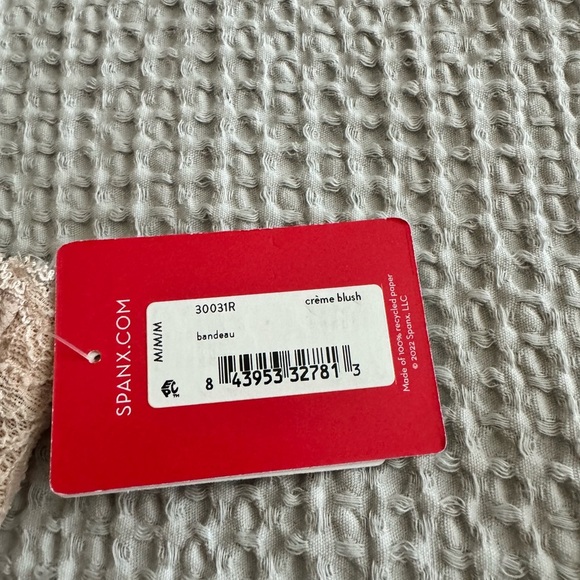 SPANX.COM
M/M/M
30031R crème blush
bandeau
8 43953 32781 3
Made of 100% recycled paper
© 2022 Spanx, LLC